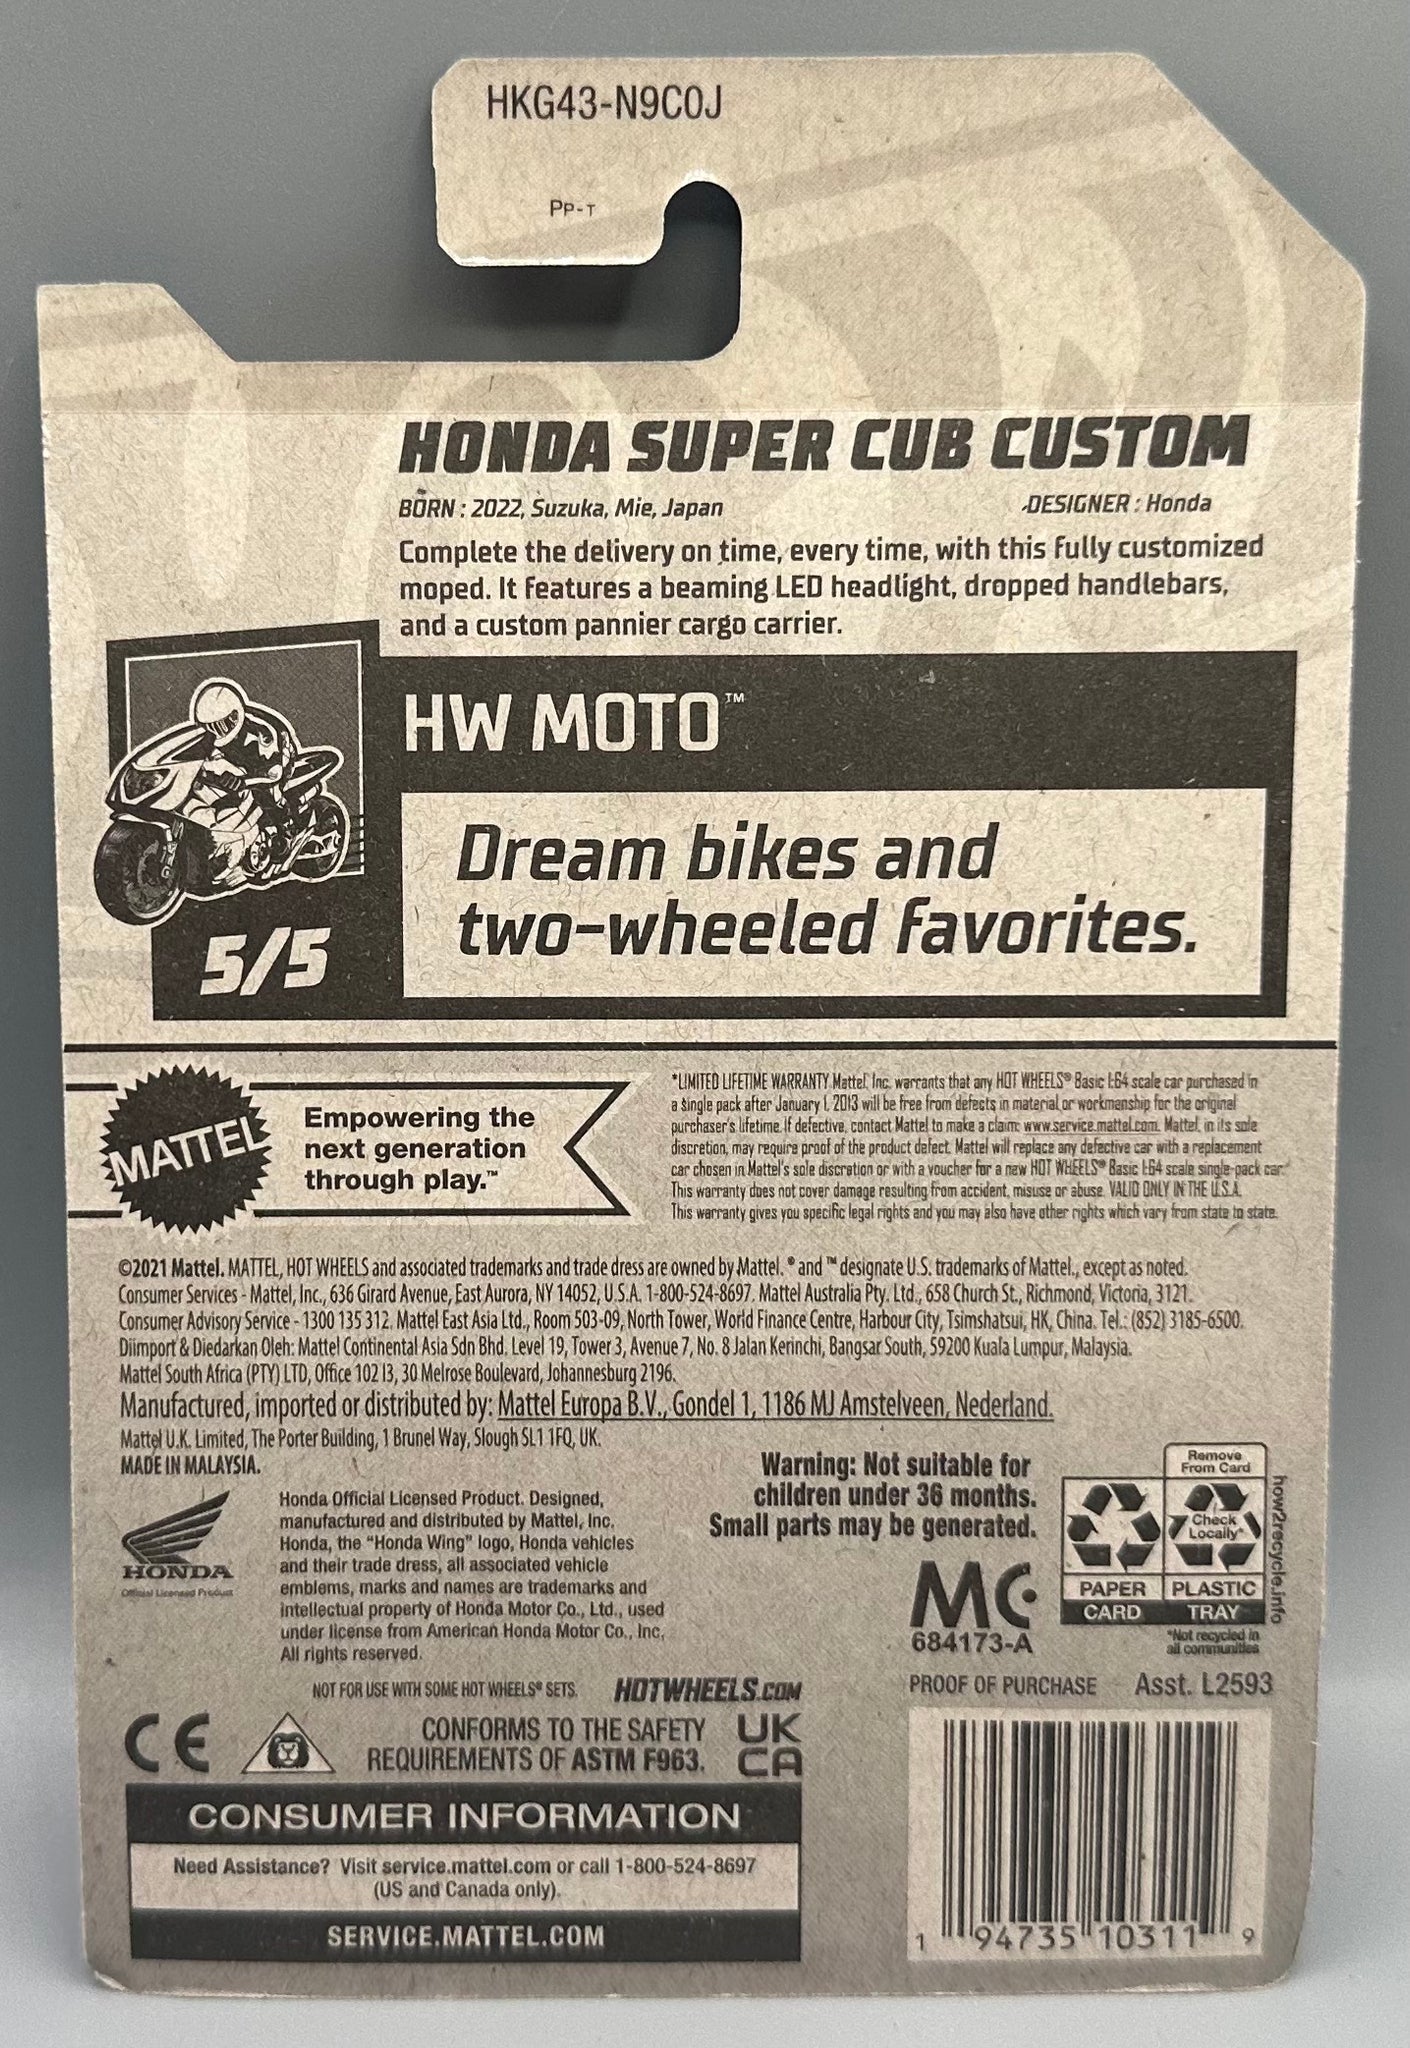 HKG43-N9C0J
PP-T
HONDA SUPER CUB CUSTOM
BORN : 2022, Suzuka, Mie, Japan
DESIGNER : Honda
Complete the delivery on time, every time, with this fully customized
moped. It features a beaming LED headlight, dropped handlebars,
and a custom pannier cargo carrier.
HW MOTO™
Dream bikes and
two-wheeled favorites.
5/5
MATTEL
Empowering the
next generation
through play.™
*LIMITED LIFETIME WARRANTY Mattel, Inc. warrants that any HOT WHEELS® Basic 1:64 scale car purchased in
a single pack after January 1, 2013 will be free from defects in material or workmanship for the original
purchaser's lifetime. If defective, contact Mattel to make a claim: www.service.mattel.com. Mattel, in its sole
discretion, may require proof of the product defect. Mattel will replace any defective car with a replacement
car chosen in Mattel's sole discretion or with a voucher for a new HOT WHEELS® Basic 1:64 scale single-pack car.
This warranty does not cover damage resulting from accident, misuse or abuse. VALID ONLY IN THE U.S.A.
This warranty gives you specific legal rights and you may also have other rights which vary from state to state.
©2021 Mattel. MATTEL, HOT WHEELS and associated trademarks and trade dress are owned by Mattel. ® and ™ designate U.S. trademarks of Mattel., except as noted.
Consumer Services - Mattel, Inc., 636 Girard Avenue, East Aurora, NY 14052, U.S.A. 1-800-524-8697. Mattel Australia Pty. Ltd., 658 Church St., Richmond, Victoria, 3121.
Consumer Advisory Service - 1300 135 312. Mattel East Asia Ltd., Room 503-09, North Tower, World Finance Centre, Harbour City, Tsimshatsui, HK, China. Tel.: (852) 3185-6500.
Diimport & Diedarkan Oleh: Mattel Continental Asia Sdn Bhd. Level 19, Tower 3, Avenue 7, No. 8 Jalan Kerinchi, Bangsar South, 59200 Kuala Lumpur, Malaysia.
Mattel South Africa (PTY) LTD, Office 102 I3, 30 Melrose Boulevard, Johannesburg 2196.
Manufactured, imported or distributed by: Mattel Europa B.V., Gondel 1, 1186 MJ Amstelveen, Nederland.
Mattel U.K. Limited, The Porter Building, 1 Brunel Way, Slough SL1 1FQ, UK.
MADE IN MALAYSIA.
HONDA
Official Licensed Product
Honda Official Licensed Product. Designed,
manufactured and distributed by Mattel, Inc.
Honda, the "Honda Wing" logo, Honda vehicles
and their trade dress, all associated vehicle
emblems, marks and names are trademarks and
intellectual property of Honda Motor Co., Ltd., used
under license from American Honda Motor Co., Inc.
All rights reserved.
Warning: Not suitable for
children under 36 months.
Small parts may be generated.
MC
684173-A
Remove
From Card
Check
Locally*
PAPER
CARD
PLASTIC
TRAY
how2recycle.info
*Not recycled in
all communities
NOT FOR USE WITH SOME HOT WHEELS® SETS.
HOTWHEELS.COM
PROOF OF PURCHASE
Asst. L2593
CE
CONFORMS TO THE SAFETY
REQUIREMENTS OF ASTM F963.
UK
CA
CONSUMER INFORMATION
Need Assistance? Visit service.mattel.com or call 1-800-524-8697
(US and Canada only).
SERVICE.MATTEL.COM
1 94735 10311 9